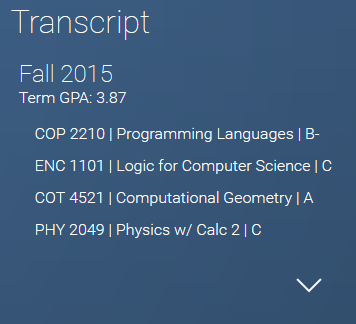 Transcript
Fall 2015
Term GPA: 3.87
COP 2210 | Programming Languages | B-
ENC 1101 | Logic for Computer Science | C
COT 4521 | Computational Geometry | A
PHY 2049 | Physics w/ Calc 2 | C